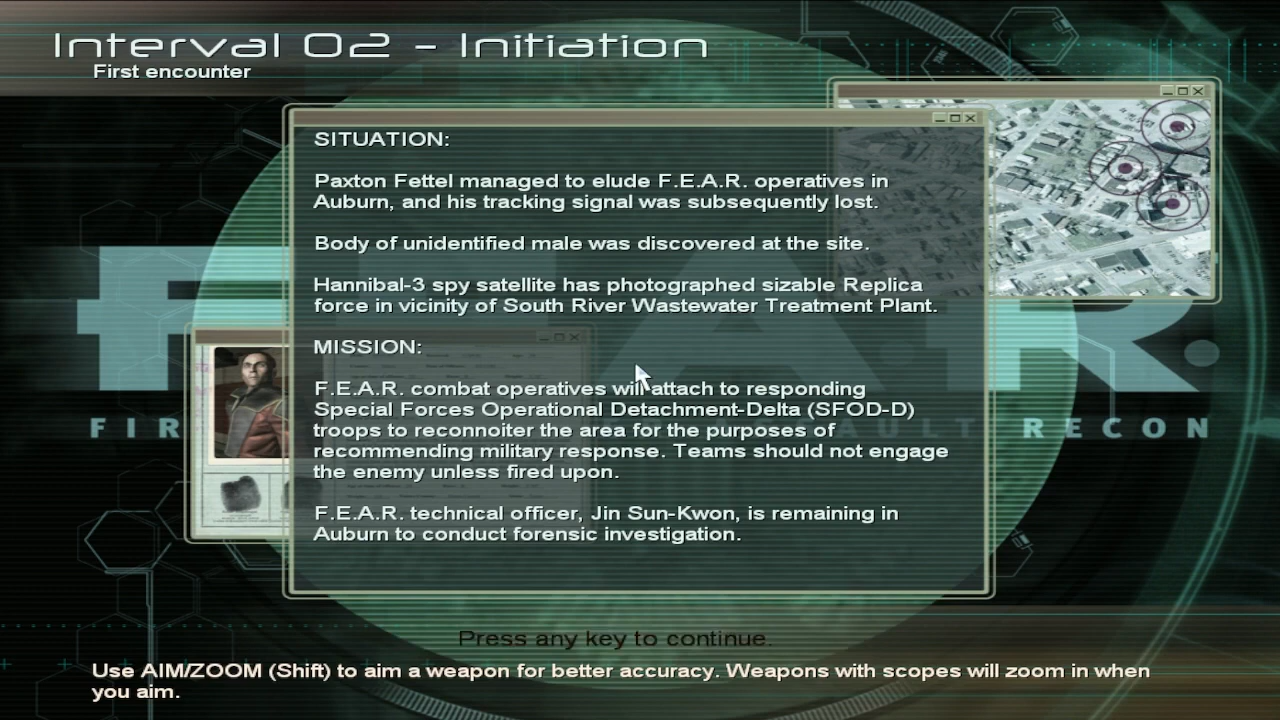 Interval 02 - Initiation
First encounter
SITUATION:
Paxton Fettel managed to elude F.E.A.R. operatives in
Auburn, and his tracking signal was subsequently lost.
Body of unidentified male was discovered at the site.
Hannibal-3 spy satellite has photographed sizable Replica
force in vicinity of South River Wastewater Treatment Plant.
MISSION:
F.E.A.R. combat operatives will attach to responding
Special Forces Operational Detachment-Delta (SFOD-D)
troops to reconnoiter the area for the purposes of
recommending military response. Teams should not engage
the enemy unless fired upon.
F.E.A.R. technical officer, Jin Sun-Kwon, is remaining in
Auburn to conduct forensic investigation.
F.E.A.R.
FIR AUL RECON
Press any key to continue.
Use AIM/ZOOM (Shift) to aim a weapon for better accuracy. Weapons with scopes will zoom in when
you aim.